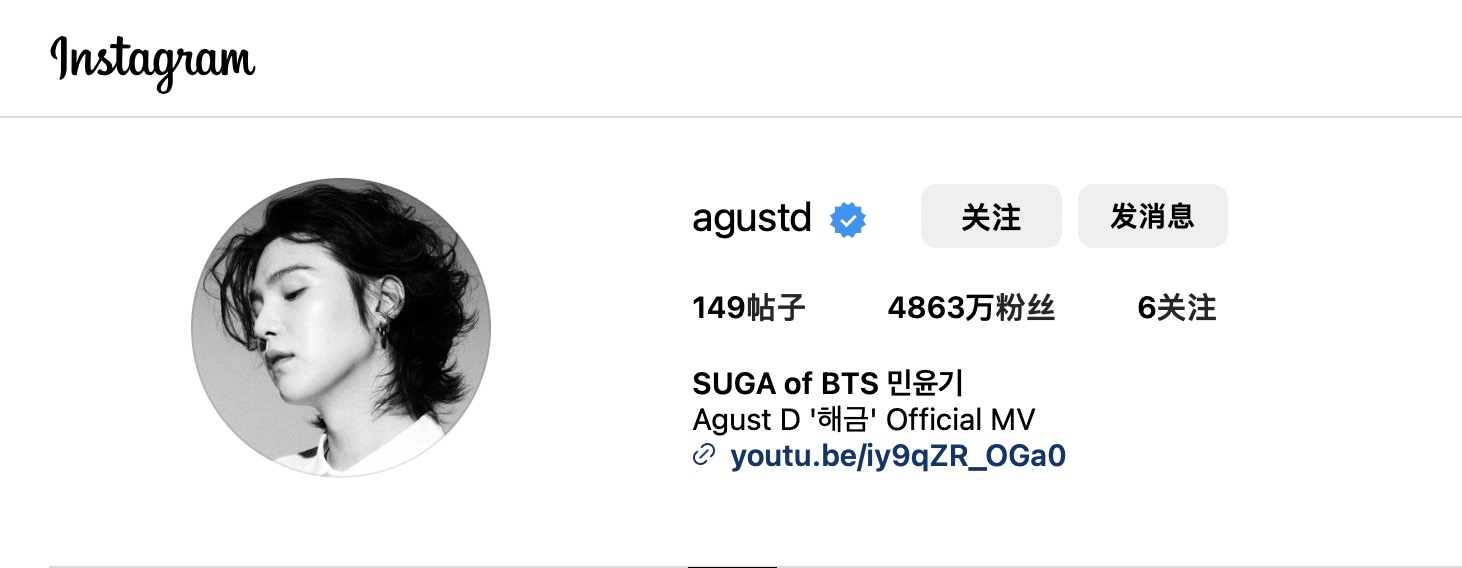 Instagram
agustd
关注
发消息
149帖子 4863万粉丝 6关注
SUGA of BTS 민윤기
Agust D '해금' Official MV
youtu.be/iy9qZR_OGa0